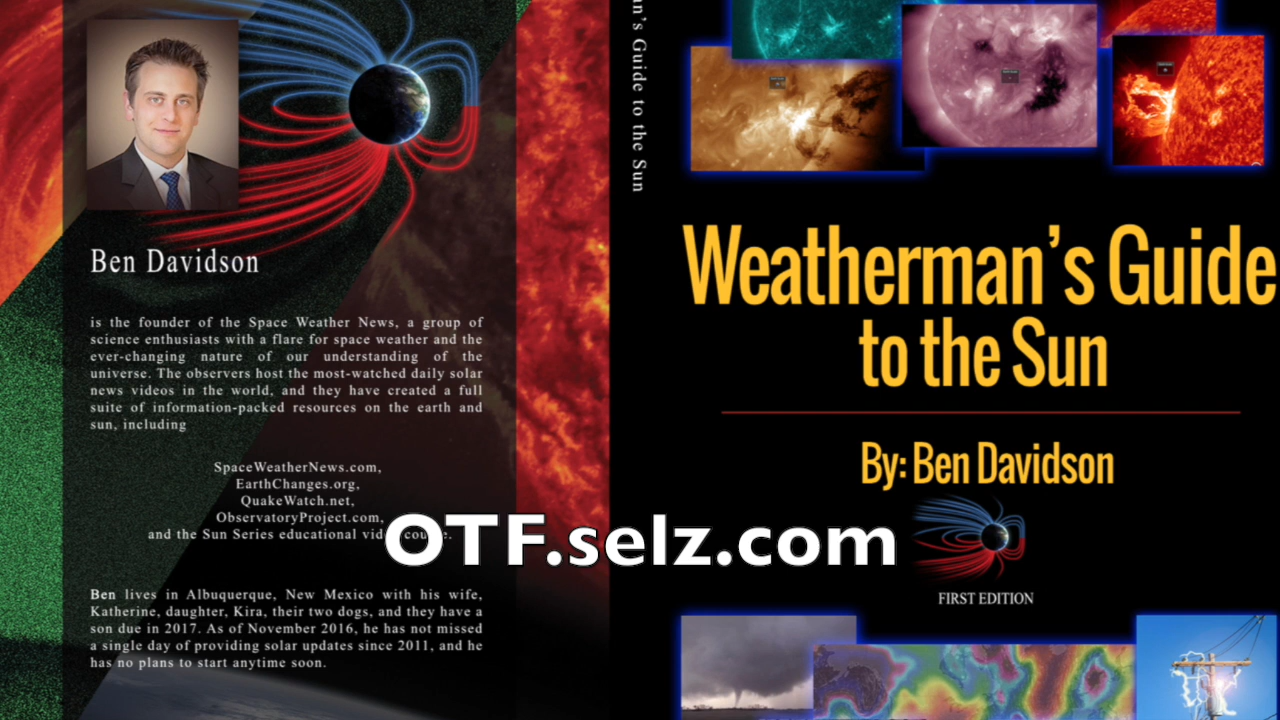 Ben Davidson
is the founder of the Space Weather News, a group of
science enthusiasts with a flare for space weather and the
ever-changing nature of our understanding of the
universe. The observers host the most-watched daily solar
news videos in the world, and they have created a full
suite of information-packed resources on the earth and
sun, including
SpaceWeatherNews.com,
EarthChanges.org,
QuakeWatch.net,
ObservatoryProject.com,
and the Sun Series educational video course.
Ben lives in Albuquerque, New Mexico with his wife,
Katherine, daughter, Kira, their two dogs, and they have a
son due in 2017. As of November 2016, he has not missed
a single day of providing solar updates since 2011, and he
has no plans to start anytime soon.
OTF.selz.com
Guide to the Sun
Weatherman's Guide
to the Sun
By: Ben Davidson
FIRST EDITION